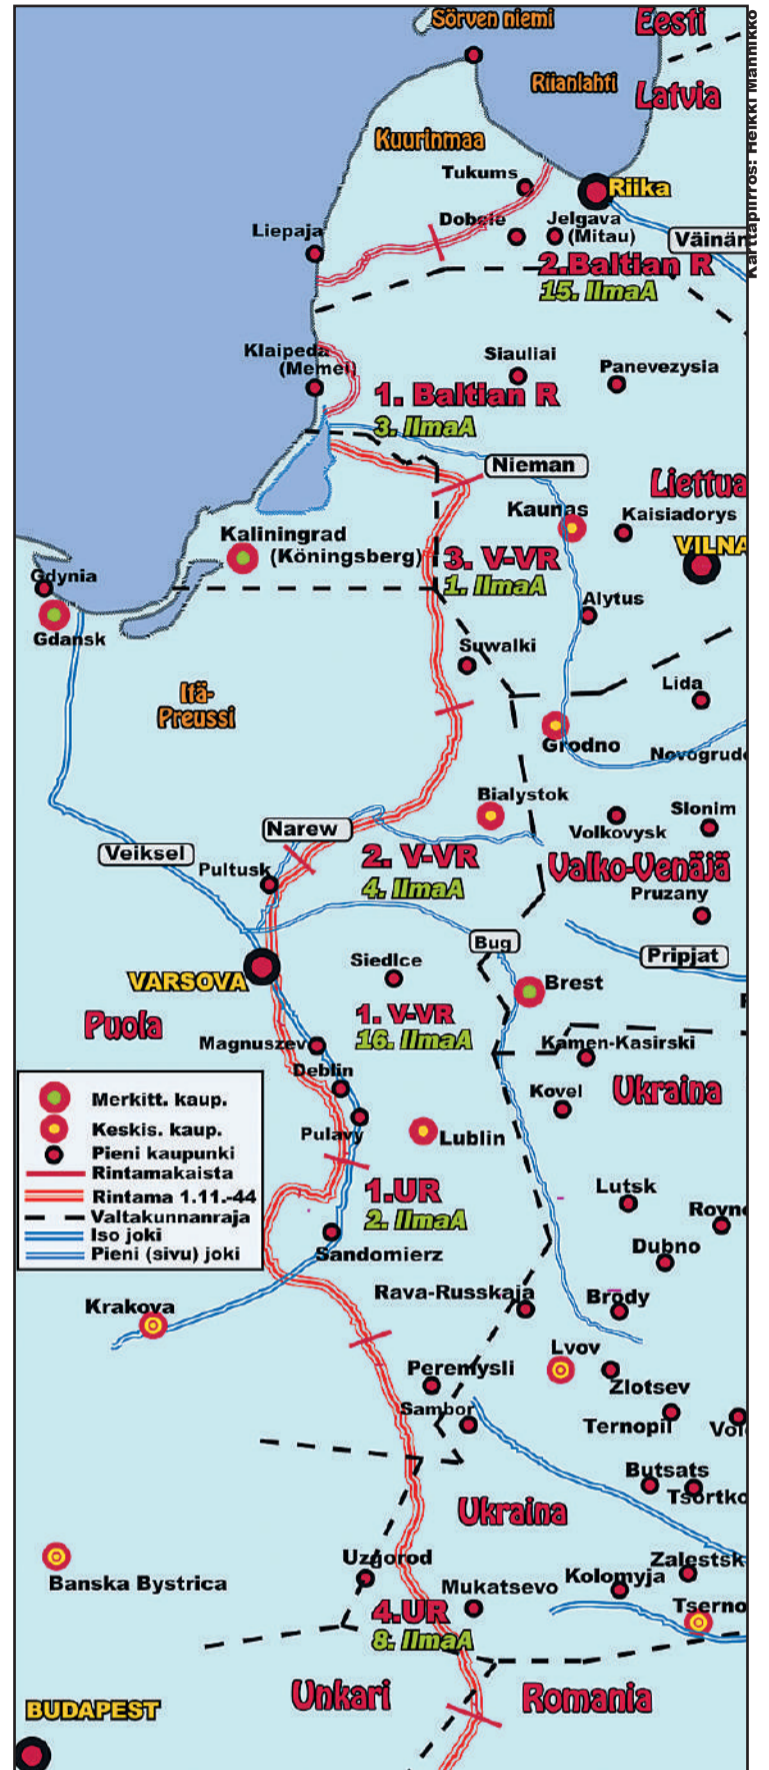 Sörven niemi
Eesti
Riianlahti
Latvia
Karttapiirros: Heikki Männikkö
Kuurinmaa
Tukums
Riika
Dobele
Jelgava
(Mitau)
Liepaja
Väinän
2.Baltian R
15. IlmaA
Klaipeda
(Memel)
Siauliai
Panevezysia
1. Baltian R
3. IlmaA
Nieman
Liettua
Kaunas
Kaisiadorys
Kaliningrad
(Köningsberg)
VILNA
3. V-VR
1. IlmaA
Gdynia
Gdansk
Alytus
Suwalki
Itä-
Preussi
Lida
Grodno
Novogrud
Bialystok
Slonim
Narew
Volkovysk
Veiksel
2. V-VR
4. IlmaA
Valko-Venäjä
Pultusk
Pruzany
Bug
Pripjat
Siedlce
VARSOVA
Brest
Puola
1. V-VR
16. IlmaA
Magnuszev
Kamen-Kasirski
Deblin
Kovel
Ukraina
Merkitt. kaup.
Keskis. kaup.
Pieni kaupunki
Rintamakaista
Rintama 1.11.-44
Valtakunnanraja
Iso joki
Pieni (sivu) joki
Pulavy
Lublin
1.UR
2. IlmaA
Lutsk
Rovno
Sandomierz
Dubno
Rava-Russkaja
Brody
Krakova
Lvov
Peremysli
Zlotsev
Sambor
Ternopil
Butsats
Tsortko
Ukraina
Uzgorod
Zalestsk
Banska Bystrica
Mukatsevo
Kolomyja
Tserno
4.UR
8. IlmaA
Unkari
Romania
BUDAPEST